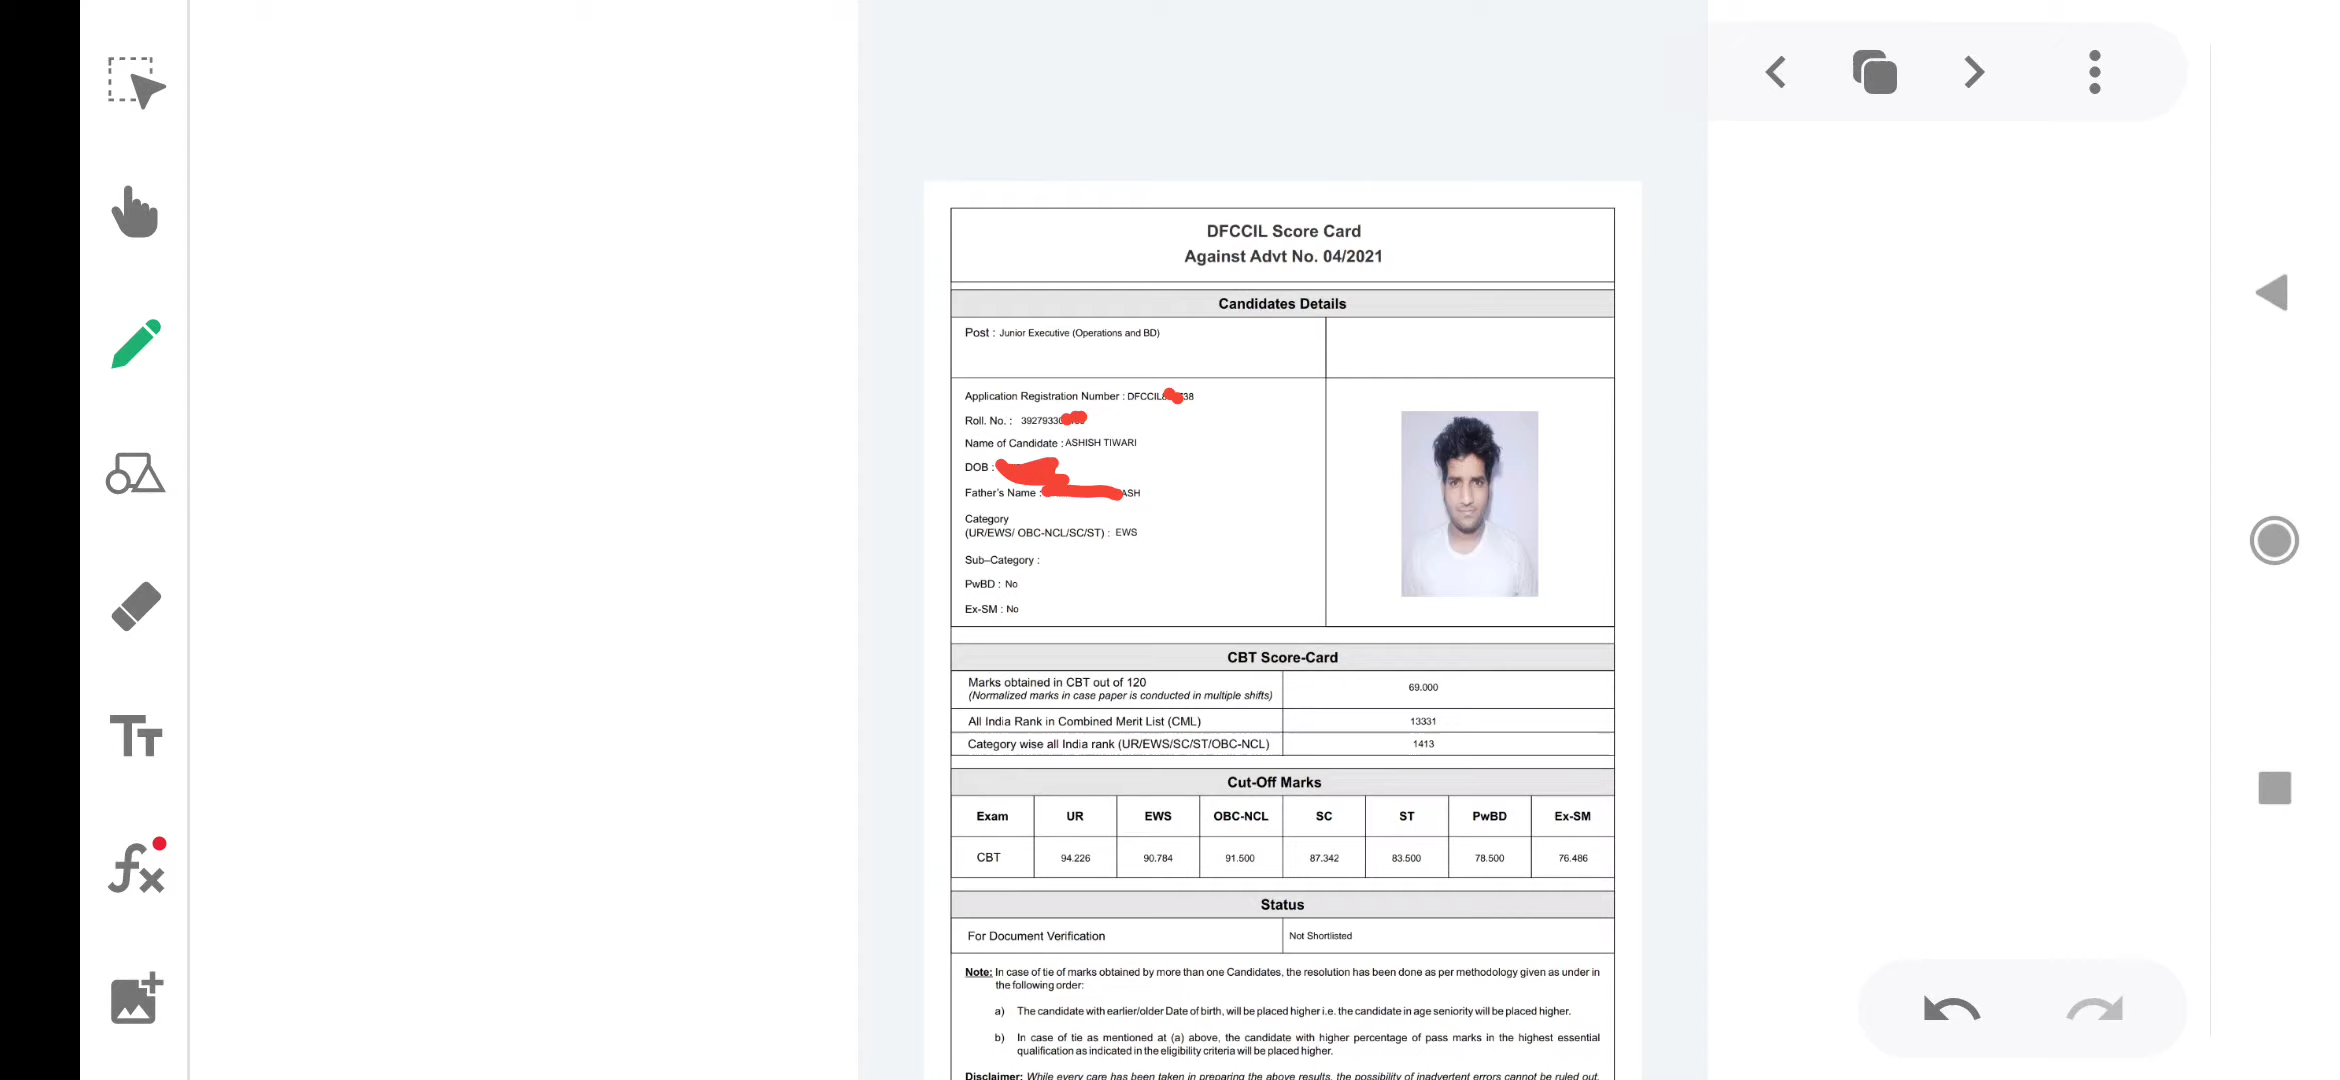 DFCCIL Score Card
Against Advt No. 04/2021
Candidates Details
Post : Junior Executive (Operations and BD)
Application Registration Number : DFCCIL 38
Roll. No. : 3927933
Name of Candidate : ASHISH TIWARI
DOB :
Father's Name : ASH
Category
(UR/EWS/ OBC-NCL/SC/ST) : EWS
Sub–Category :
PwBD : No
Ex-SM : No
CBT Score-Card
Marks obtained in CBT out of 120
(Normalized marks in case paper is conducted in multiple shifts)
69.000
All India Rank in Combined Merit List (CML) 13331
Category wise all India rank (UR/EWS/SC/ST/OBC-NCL) 1413
Cut-Off Marks
Exam UR EWS OBC-NCL SC ST PwBD Ex-SM
CBT 94.226 90.784 91.500 87.342 83.500 78.500 76.486
Status
For Document Verification Not Shortlisted
Note: In case of tie of marks obtained by more than one Candidates, the resolution has been done as per methodology given as under in
the following order:
a) The candidate with earlier/older Date of birth, will be placed higher i.e. the candidate in age seniority will be placed higher.
b) In case of tie as mentioned at (a) above, the candidate with higher percentage of pass marks in the highest essential
qualification as indicated in the eligibility criteria will be placed higher.
Disclaimer: While every care has been taken in preparing the above results, the possibility of inadvertent errors cannot be ruled out.
Tт
fx